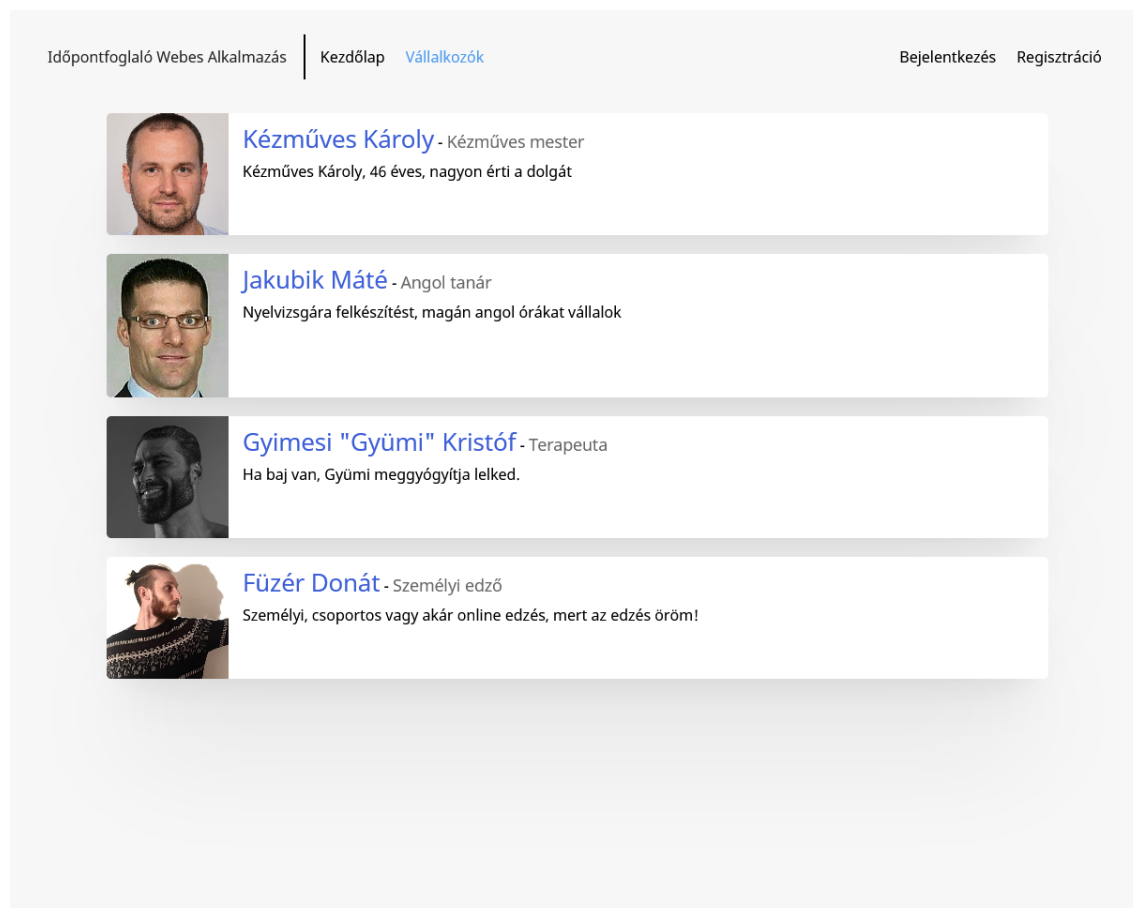 Időpontfoglaló Webes Alkalmazás Kezdőlap Vállalkozók Bejelentkezés Regisztráció
Kézműves Károly - Kézműves mester
Kézműves Károly, 46 éves, nagyon érti a dolgát
Jakubik Máté - Angol tanár
Nyelvizsgára felkészítést, magán angol órákat vállalok
Gyimesi "Gyümi" Kristóf - Terapeuta
Ha baj van, Gyümi meggyógyítja lelked.
Füzér Donát - Személyi edző
Személyi, csoportos vagy akár online edzés, mert az edzés öröm!